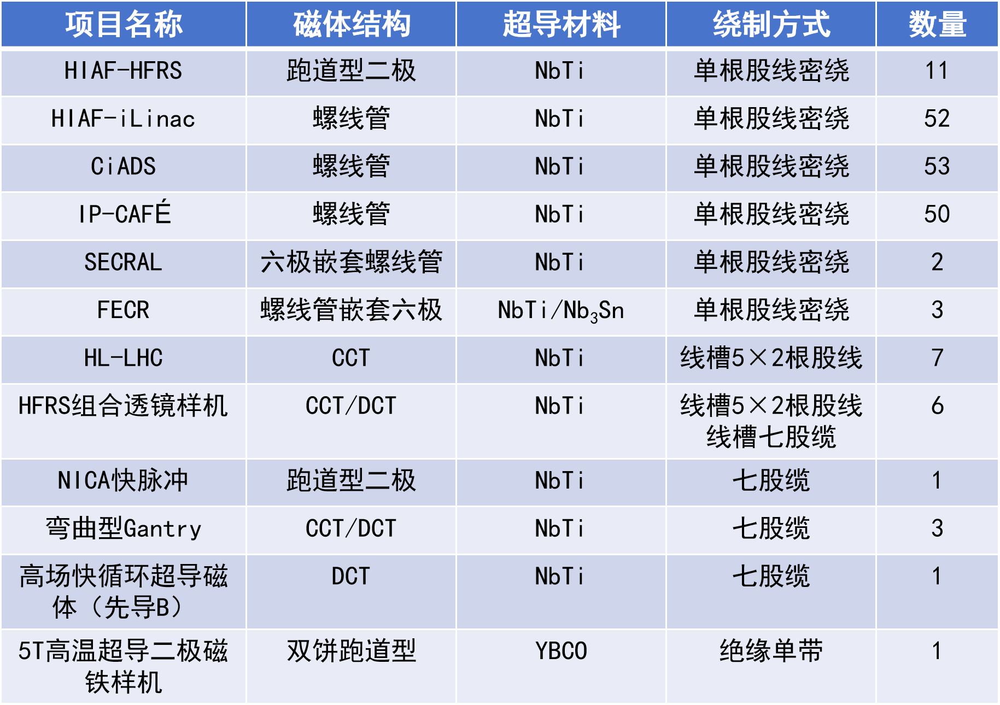 项目名称 磁体结构 超导材料 绕制方式 数量
HIAF-HFRS 跑道型二极 NbTi 单根股线密绕 11
HIAF-iLinac 螺线管 NbTi 单根股线密绕 52
CiADS 螺线管 NbTi 单根股线密绕 53
IP-CAFÉ 螺线管 NbTi 单根股线密绕 50
SECRAL 六极嵌套螺线管 NbTi 单根股线密绕 2
FECR 螺线管嵌套六极 NbTi/Nb₃Sn 单根股线密绕 3
HL-LHC CCT NbTi 线槽5×2根股线 7
HFRS组合透镜样机 CCT/DCT NbTi 线槽5×2根股线 6
线槽七股缆
NICA快脉冲 跑道型二极 NbTi 七股缆 1
弯曲型Gantry CCT/DCT NbTi 七股缆 3
高场快循环超导磁 DCT NbTi 七股缆 1
体（先导B）
5T高温超导二极磁 双饼跑道型 YBCO 绝缘单带 1
铁样机